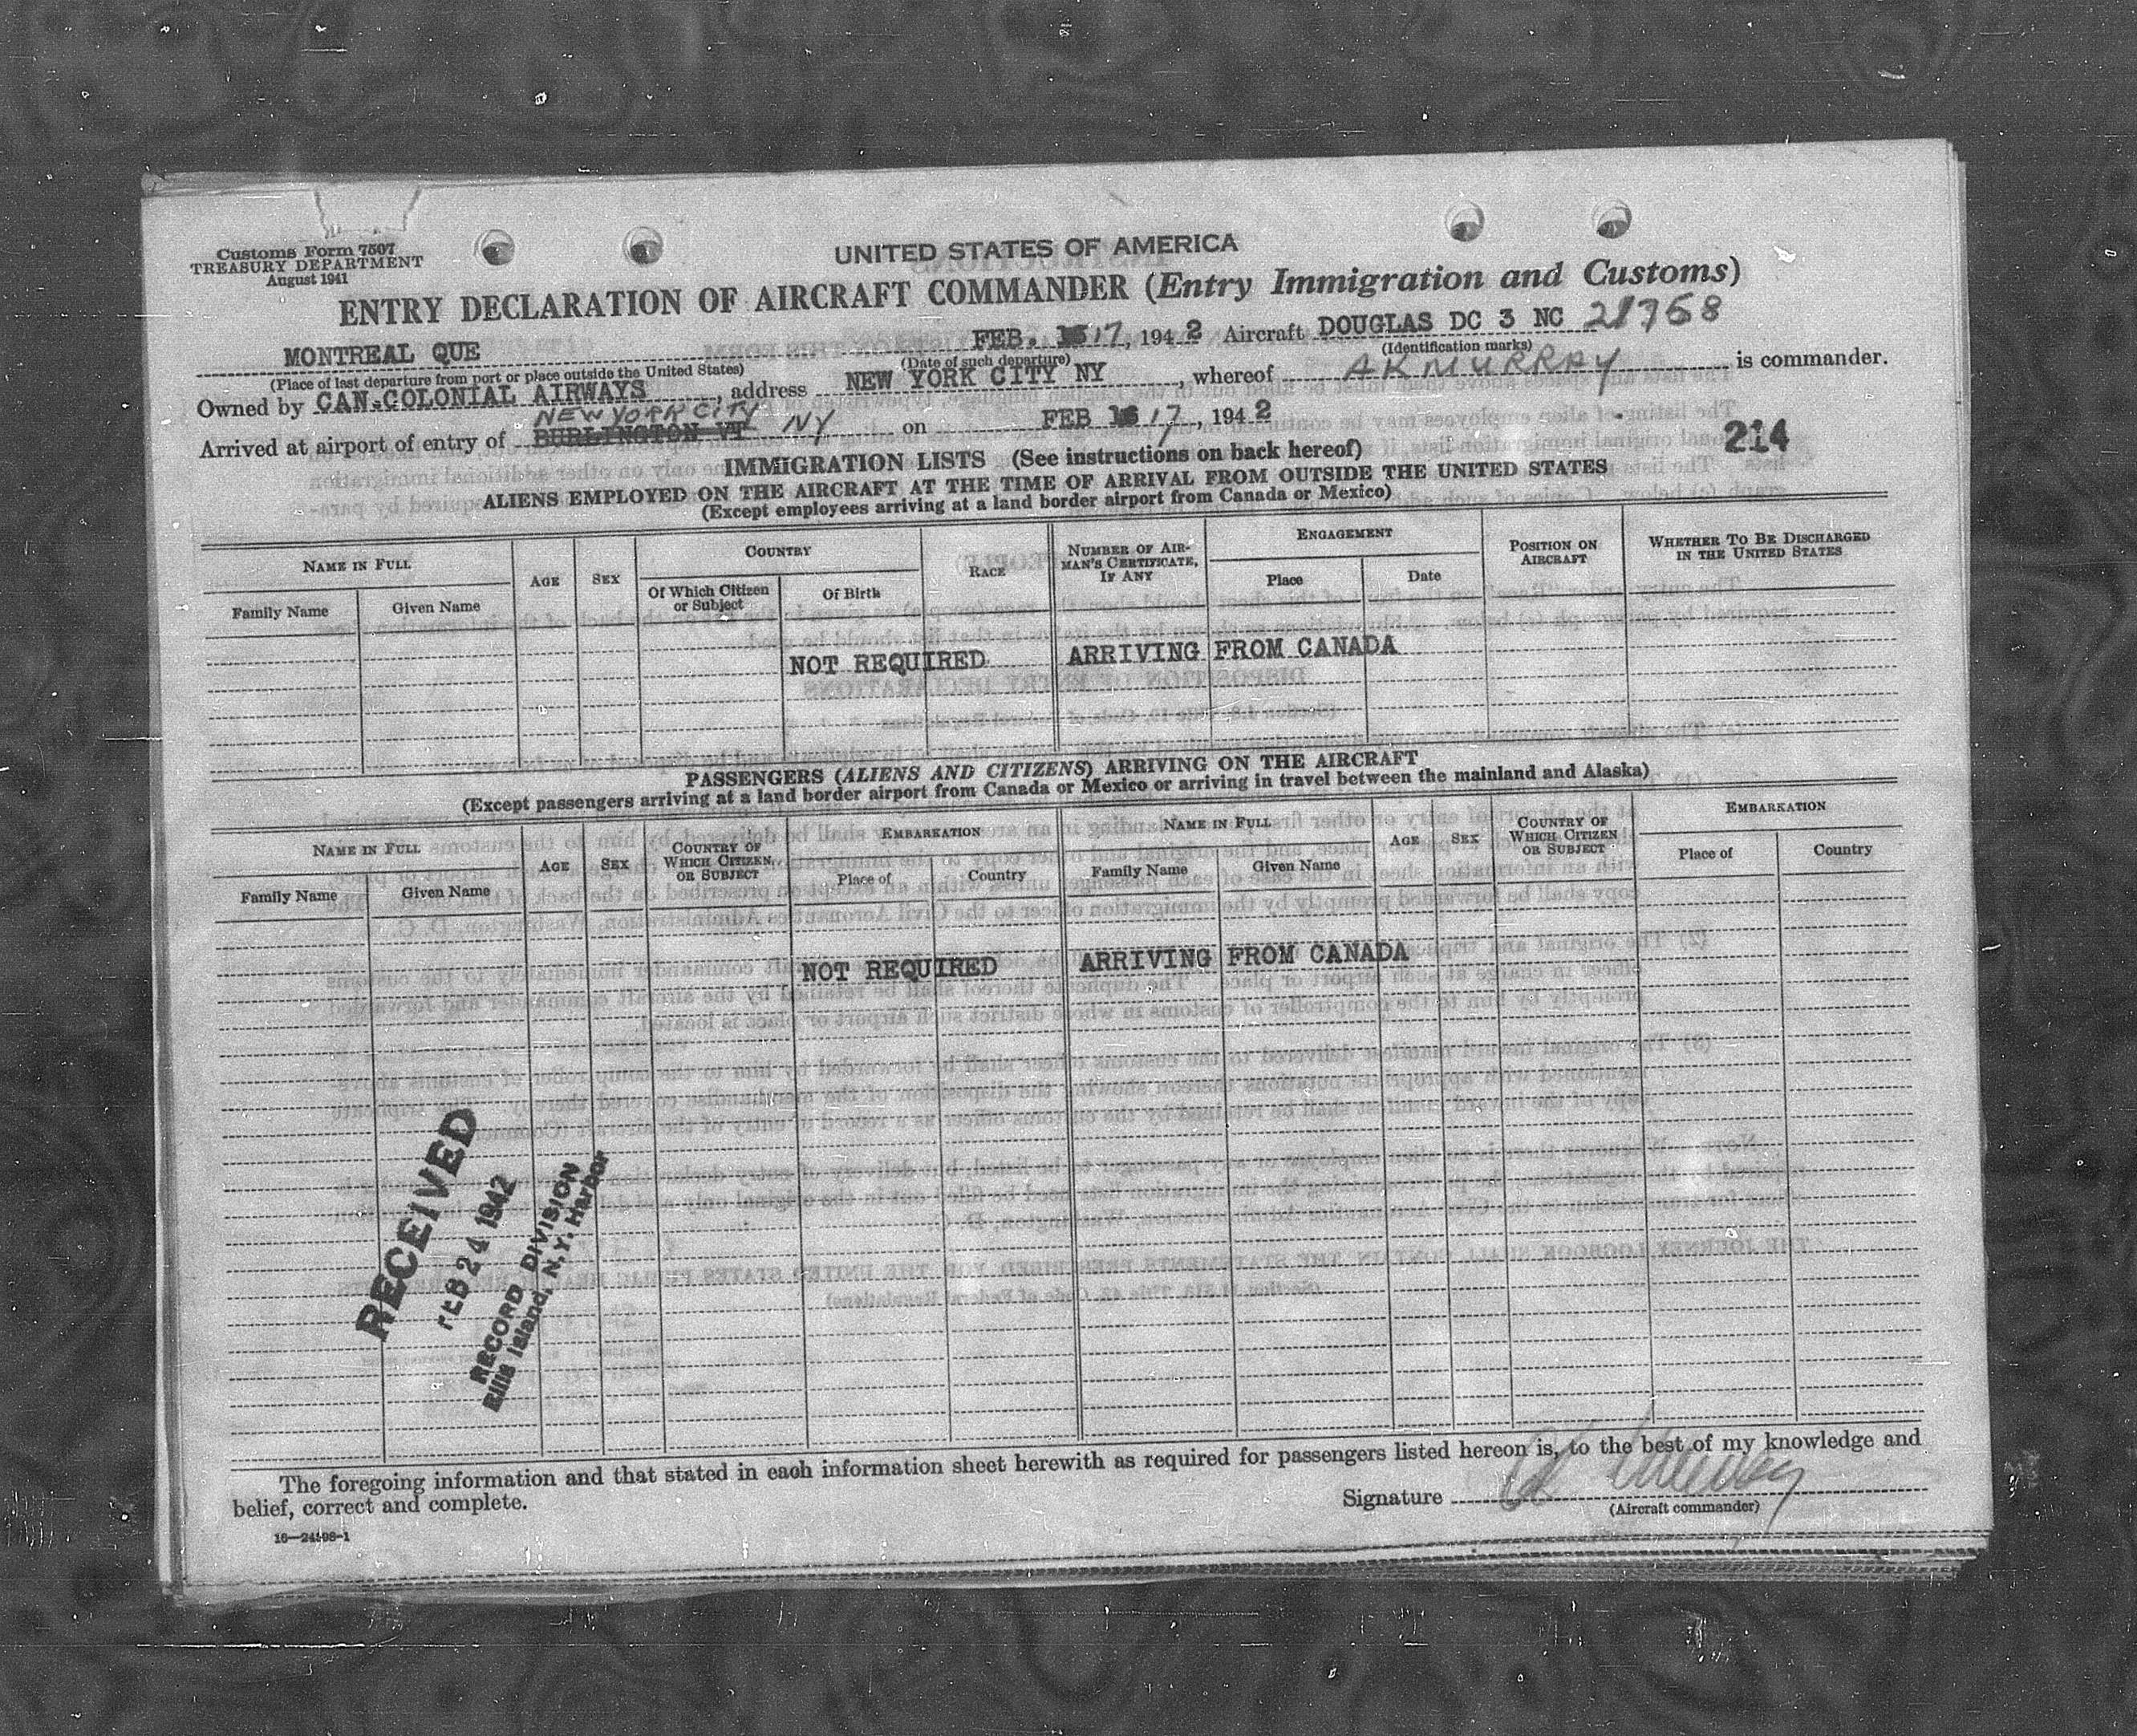 Customs Form 7507
TREASURY DEPARTMENT
August 1941
UNITED STATES OF AMERICA
ENTRY DECLARATION OF AIRCRAFT COMMANDER (Entry Immigration and Customs)
MONTREAL QUE FEB. 17, 1942 Aircraft DOUGLAS DC 3 NC 21758
(Place of last departure from port or place outside the United States) (Date of such departure) (Identification marks)
Owned by CAN.COLONIAL AIRWAYS, address NEW YORK CITY NY, whereof AK MURRAY is commander.
NEW YORK CITY NY
Arrived at airport of entry of BURLINGTON VT on FEB 17, 1942
214
IMMIGRATION LISTS (See instructions on back hereof)
ALIENS EMPLOYED ON THE AIRCRAFT AT THE TIME OF ARRIVAL FROM OUTSIDE THE UNITED STATES
(Except employees arriving at a land border airport from Canada or Mexico)
NAME IN FULL
Family Name
Given Name
AGE
SEX
COUNTRY
Of Which Citizen or Subject
Of Birth
RACE
NUMBER OF AIRMAN'S CERTIFICATE, IF ANY
ENGAGEMENT
Place
Date
POSITION ON AIRCRAFT
WHETHER TO BE DISCHARGED IN THE UNITED STATES
NOT REQUIRED ARRIVING FROM CANADA
PASSENGERS (ALIENS AND CITIZENS) ARRIVING ON THE AIRCRAFT
(Except passengers arriving at a land border airport from Canada or Mexico or arriving in travel between the mainland and Alaska)
NAME IN FULL
Family Name
Given Name
AGE
SEX
COUNTRY OF WHICH CITIZEN OR SUBJECT
EMBARKATION
Place of
Country
NAME IN FULL
Family Name
Given Name
AGE
SEX
COUNTRY OF WHICH CITIZEN OR SUBJECT
EMBARKATION
Place of
Country
NOT REQUIRED ARRIVING FROM CANADA
RECEIVED
FEB 24 1942
RECORD DIVISION
Ellis Island, N.Y. Harbor
The foregoing information and that stated in each information sheet herewith as required for passengers listed hereon is, to the best of my knowledge and
belief, correct and complete.
Signature AK Murray
(Aircraft commander)